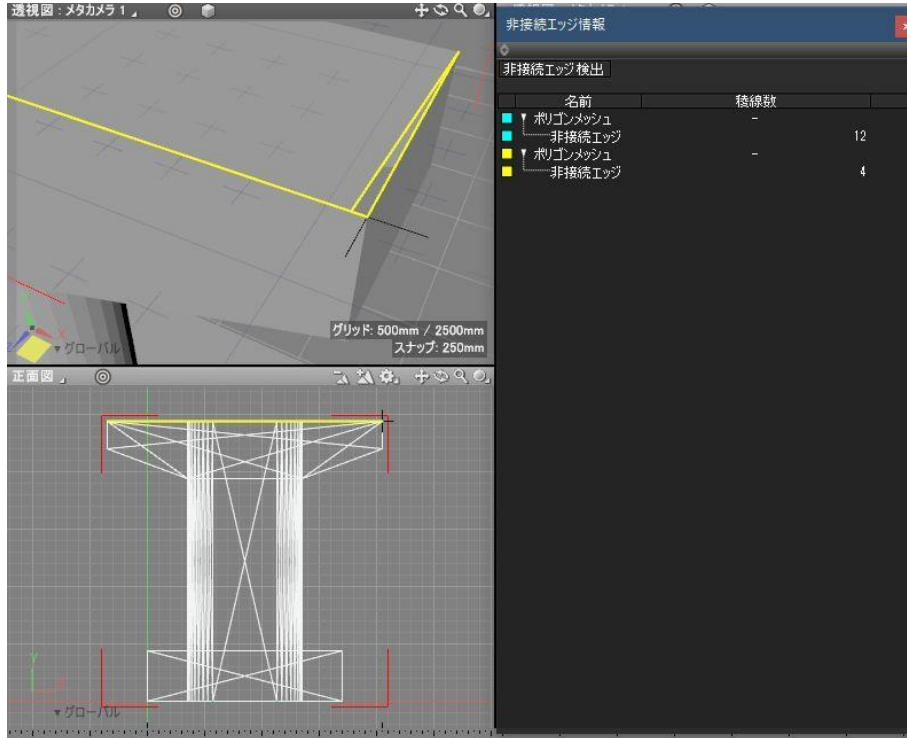 透視図 : メタカメラ 1
グリッド: 500mm / 2500mm
スナップ: 250mm
グローバル
正面図
Y
グローバル
非接続エッジ情報
非接続エッジ検出
名前 稜線数
ポリゴンメッシュ -
非接続エッジ 12
ポリゴンメッシュ -
非接続エッジ 4